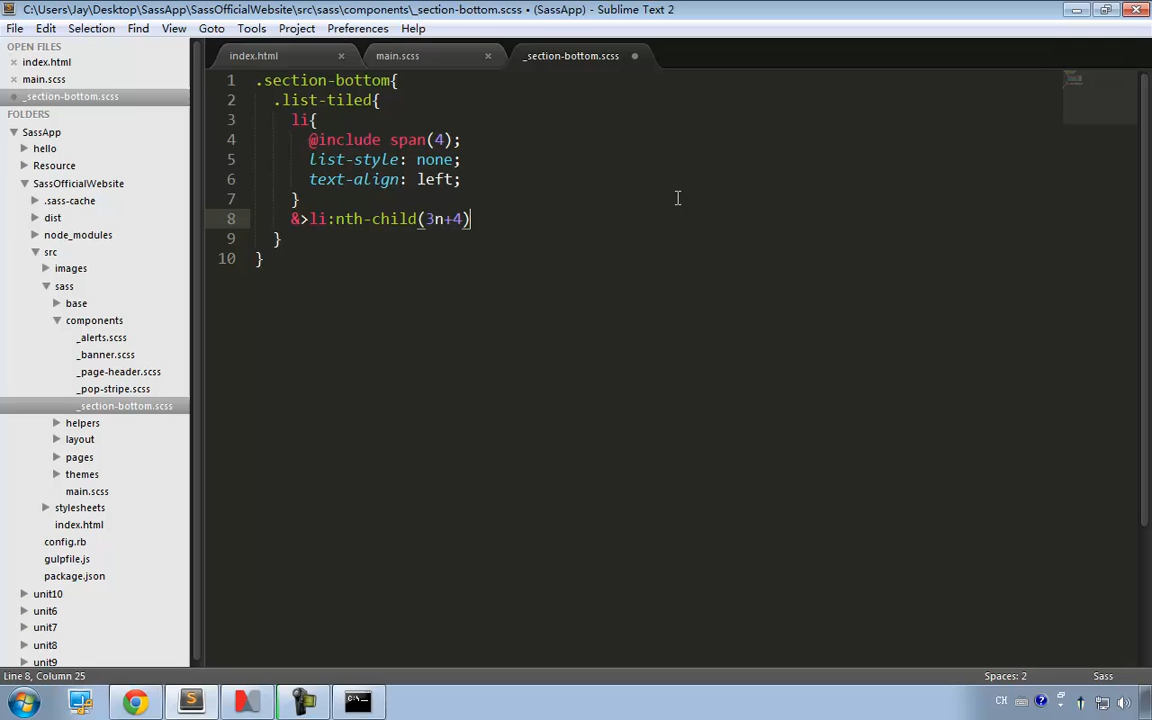 C:\Users\Jay\Desktop\SassApp\SassOfficialWebsite\src\sass\components\_section-bottom.scss • (SassApp) - Sublime Text 2
File Edit Selection Find View Goto Tools Project Preferences Help
OPEN FILES
index.html
main.scss
_section-bottom.scss
FOLDERS
SassApp
hello
Resource
SassOfficialWebsite
.sass-cache
dist
node_modules
src
images
sass
base
components
_alerts.scss
_banner.scss
_page-header.scss
_pop-stripe.scss
_section-bottom.scss
helpers
layout
pages
themes
main.scss
stylesheets
index.html
config.rb
gulpfile.js
package.json
unit10
unit6
unit7
unit8
unit9
index.html × main.scss × _section-bottom.scss
1 .section-bottom{
2 .list-tiled{
3 li{
4 @include span(4);
5 list-style: none;
6 text-align: left;
7 }
8 &>li:nth-child(3n+4)
9 }
10 }
Line 8, Column 25 Spaces: 2 Sass
CH